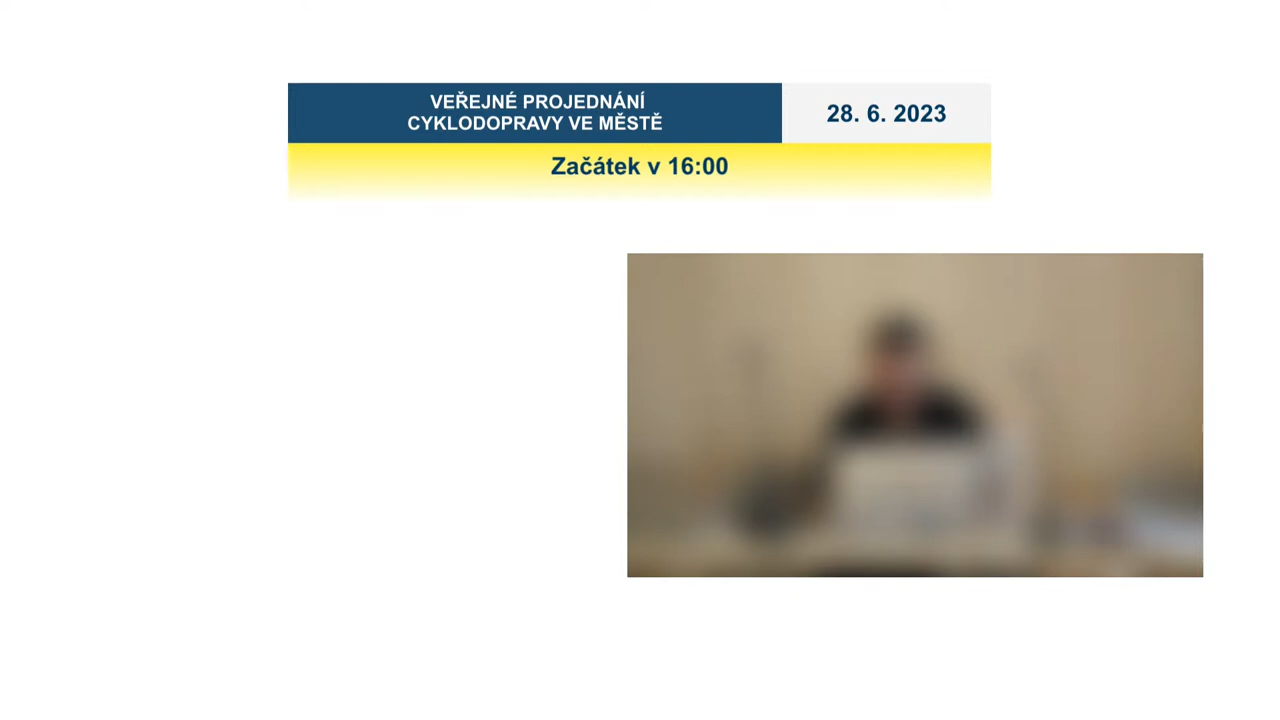 VEŘEJNÉ PROJEDNÁNÍ
CYKLODOPRAVY VE MĚSTĚ
28. 6. 2023
Začátek v 16:00